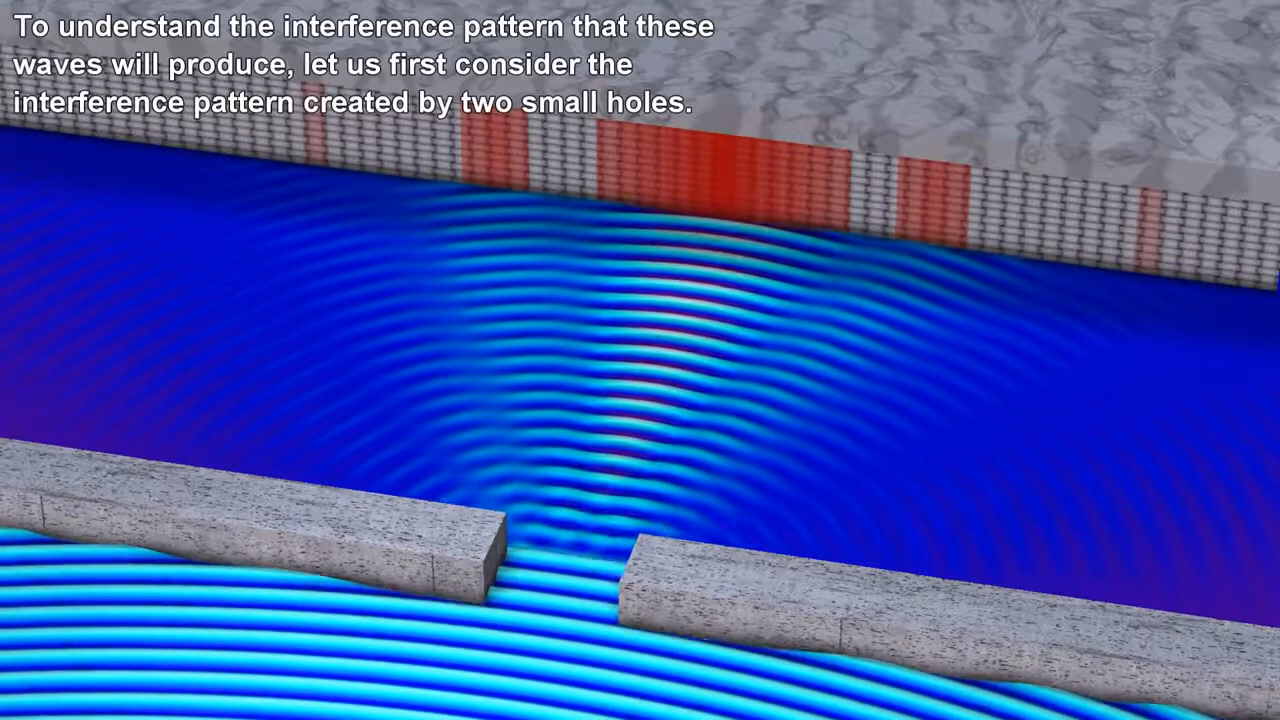 To understand the interference pattern that these
waves will produce, let us first consider the
interference pattern created by two small holes.